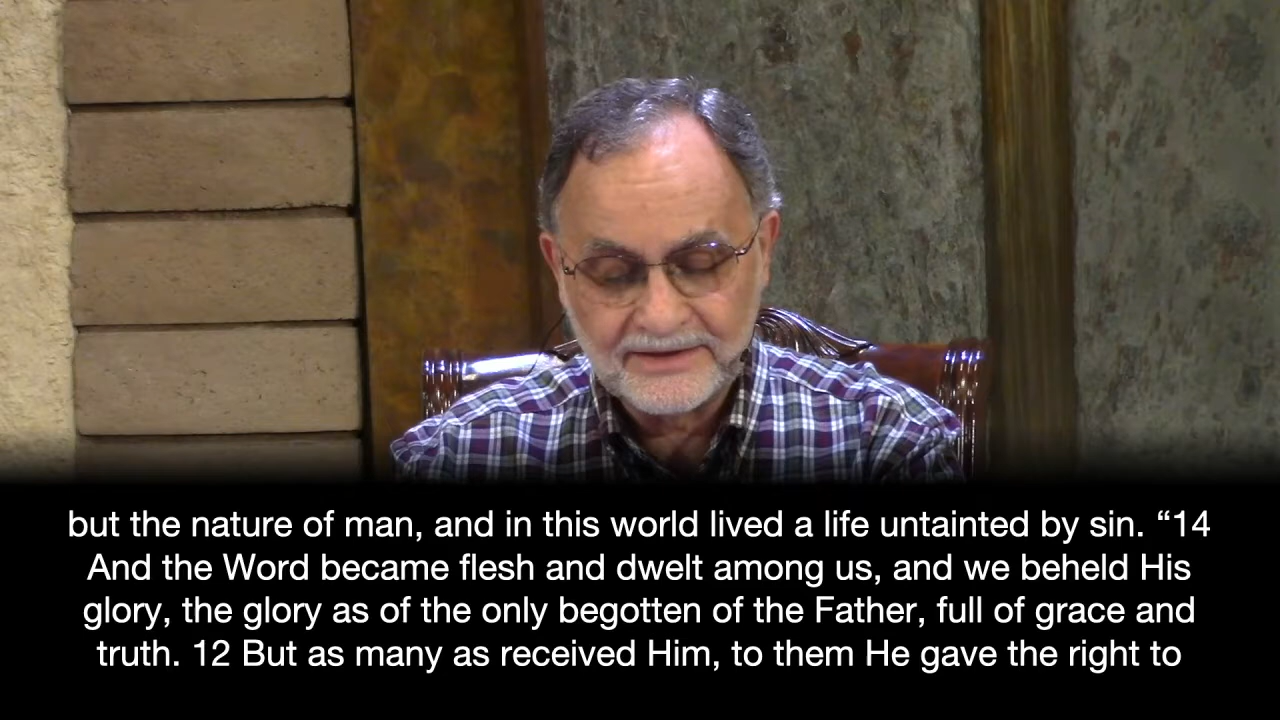 but the nature of man, and in this world lived a life untainted by sin. “14
And the Word became flesh and dwelt among us, and we beheld His
glory, the glory as of the only begotten of the Father, full of grace and
truth. 12 But as many as received Him, to them He gave the right to